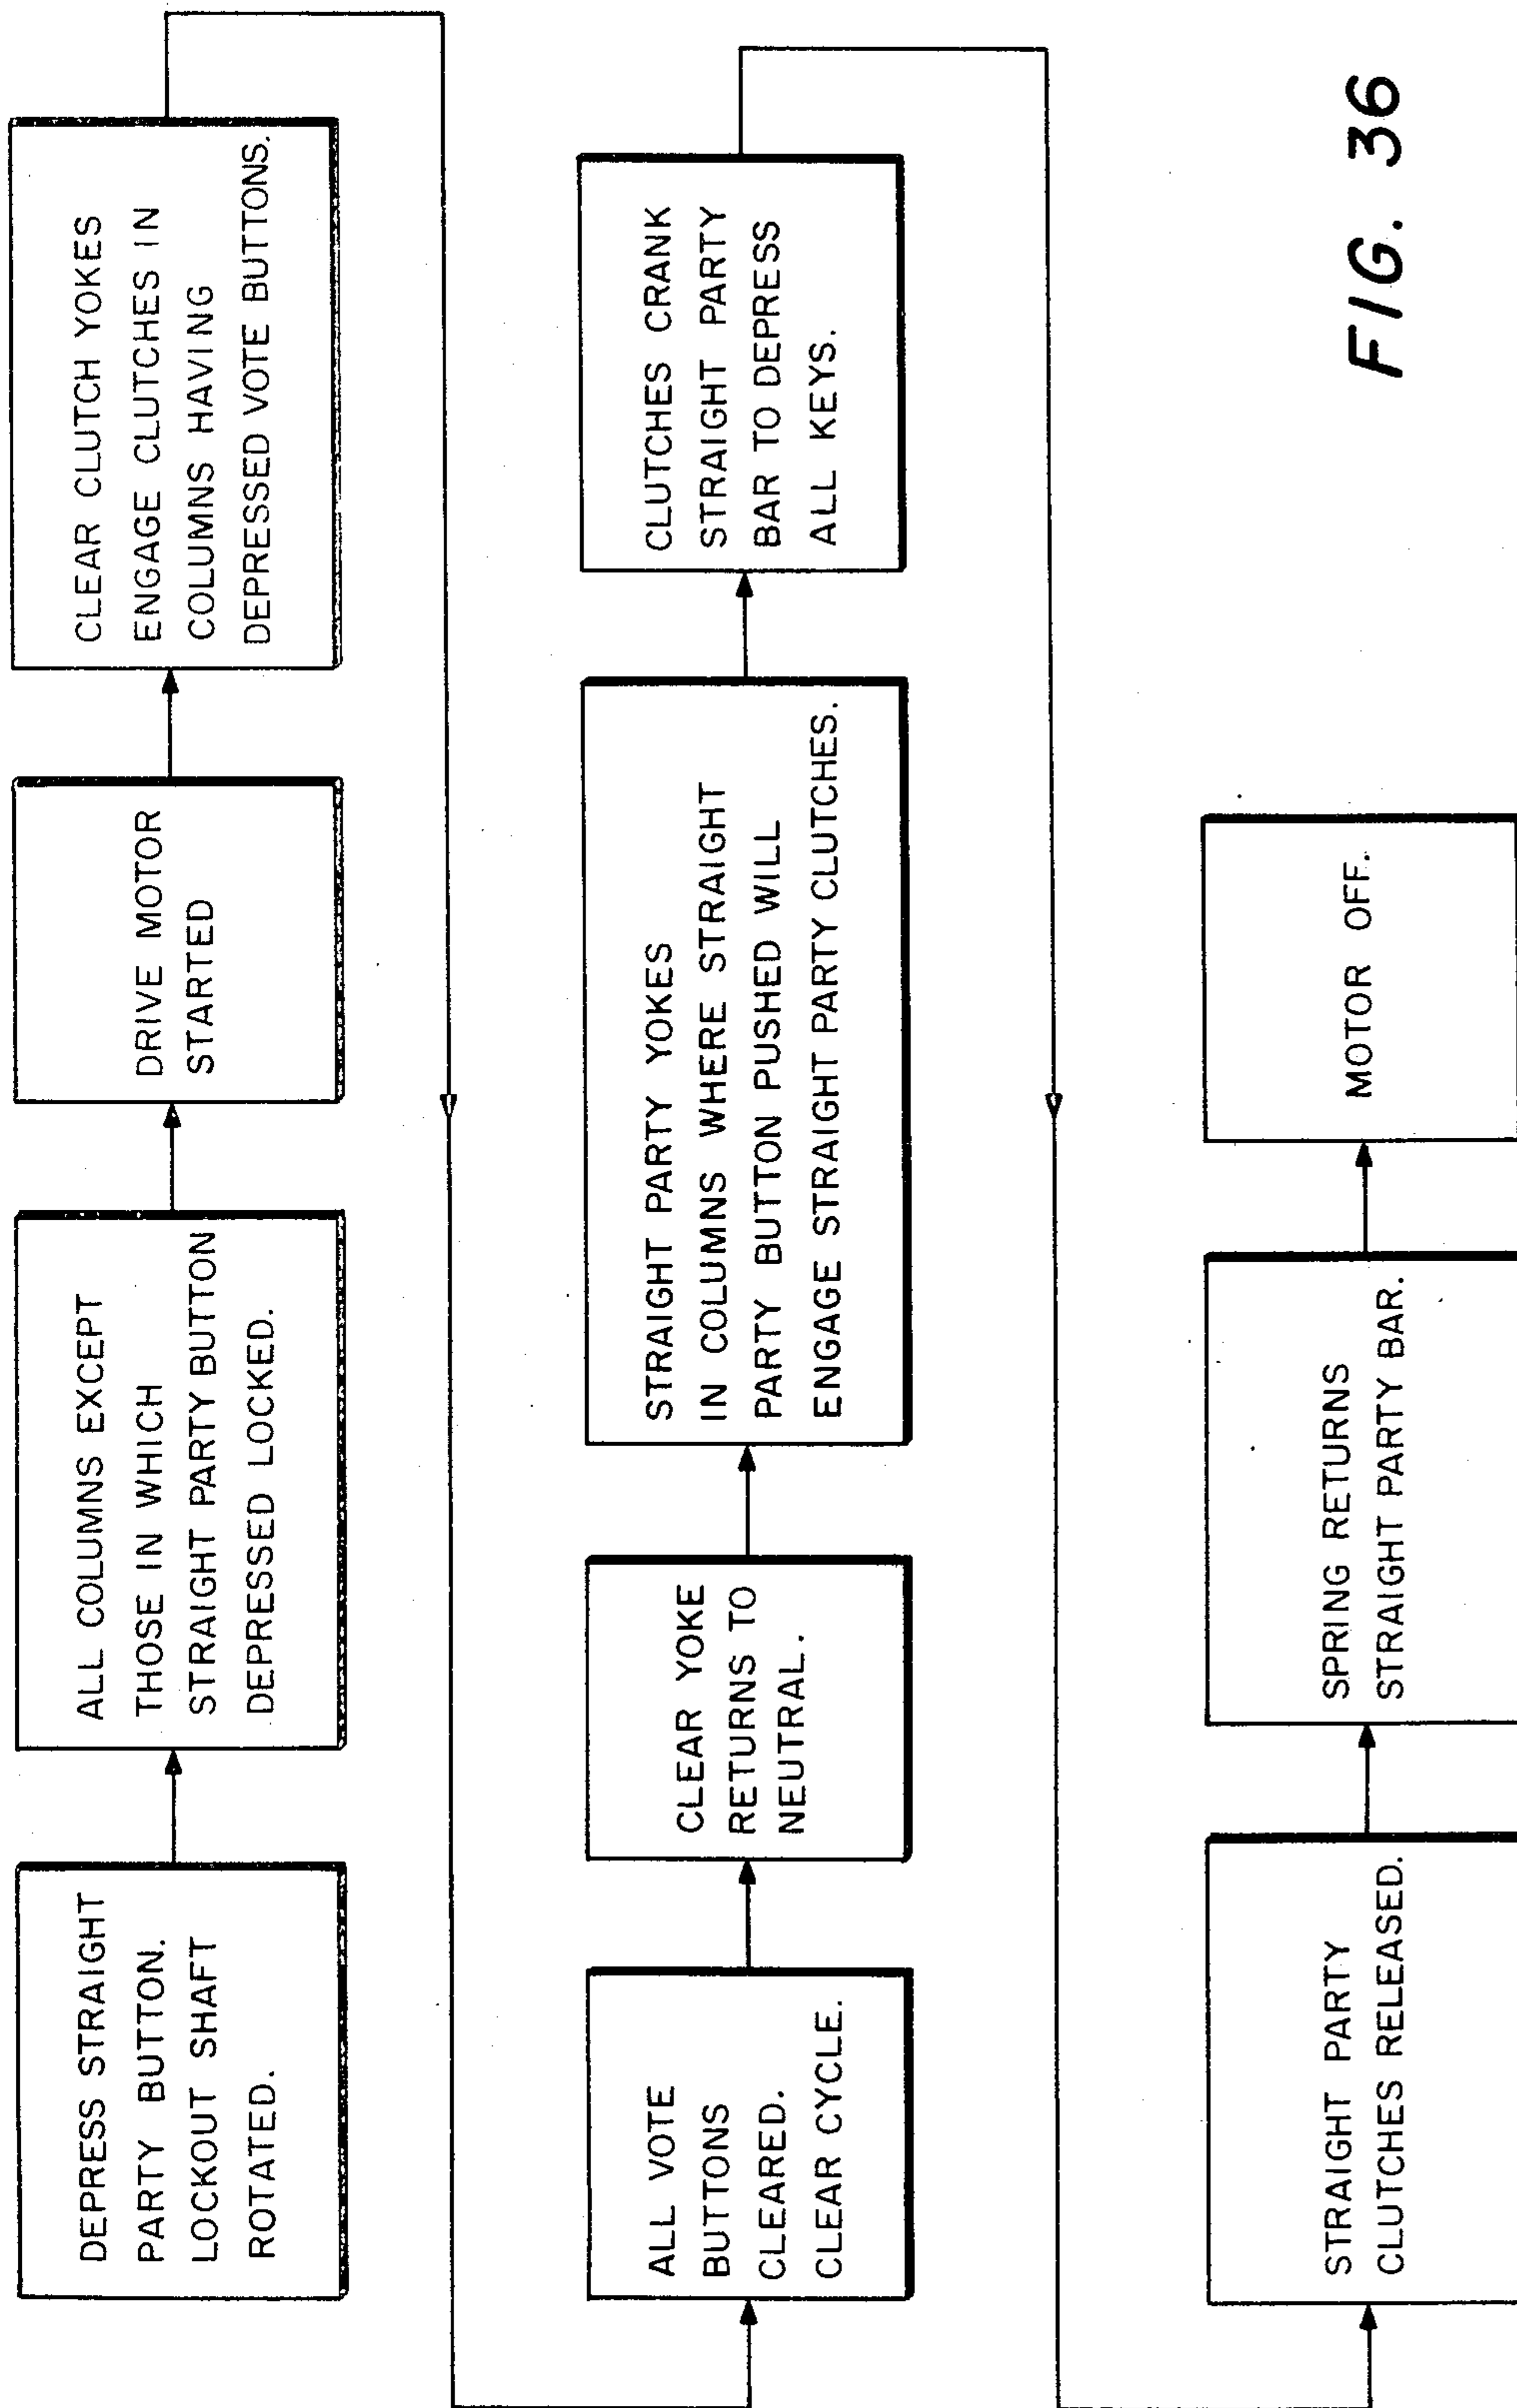 DEPRESS STRAIGHT
PARTY BUTTON.
LOCKOUT SHAFT
ROTATED.
ALL COLUMNS EXCEPT
THOSE IN WHICH
STRAIGHT PARTY BUTTON
DEPRESSED LOCKED.
DRIVE MOTOR
STARTED
CLEAR CLUTCH YOKES
ENGAGE CLUTCHES IN
COLUMNS HAVING
DEPRESSED VOTE BUTTONS.
ALL VOTE
BUTTONS
CLEARED.
CLEAR CYCLE.
CLEAR YOKE
RETURNS TO
NEUTRAL.
STRAIGHT PARTY YOKES
IN COLUMNS WHERE STRAIGHT
PARTY BUTTON PUSHED WILL
ENGAGE STRAIGHT PARTY CLUTCHES.
CLUTCHES CRANK
STRAIGHT PARTY
BAR TO DEPRESS
ALL KEYS.
STRAIGHT PARTY
CLUTCHES RELEASED.
SPRING RETURNS
STRAIGHT PARTY BAR.
MOTOR OFF.
FIG. 36